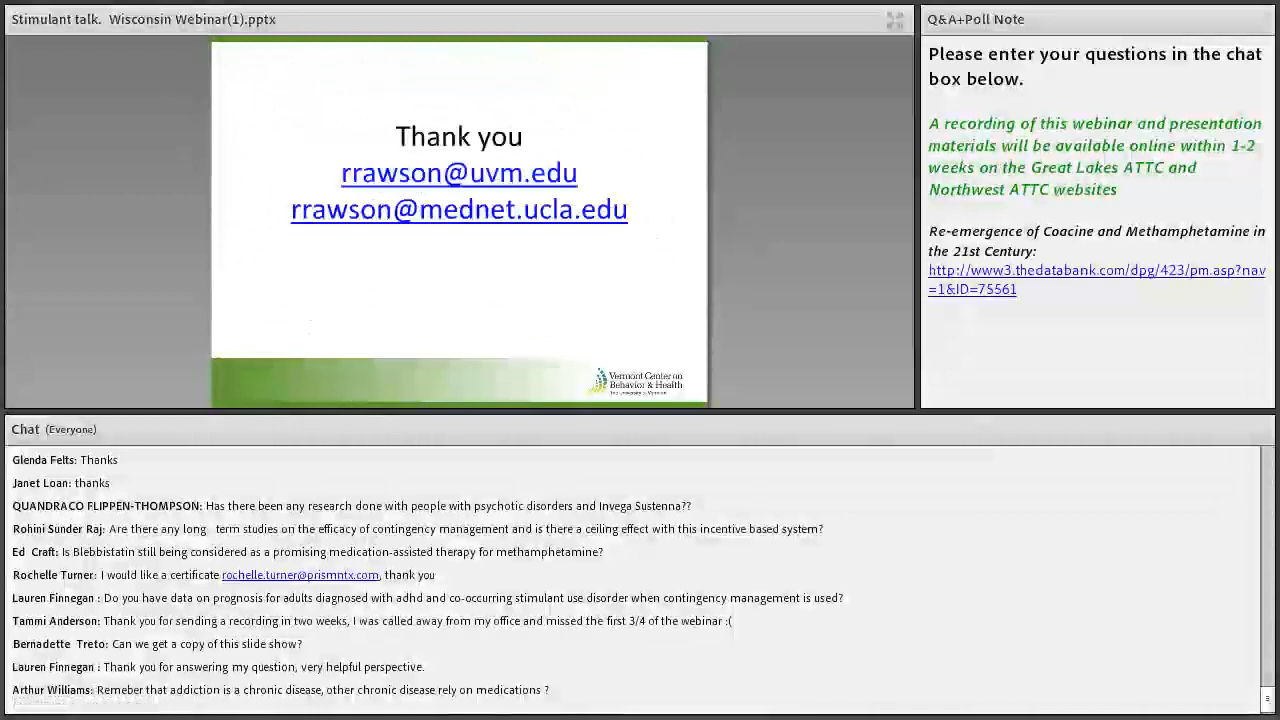 Stimulant talk. Wisconsin Webinar(1).pptx
Thank you
rrawson@uvm.edu
rrawson@mednet.ucla.edu
Vermont Center on
Behavior & Health
The University of Vermont
Q&A+Poll Note
Please enter your questions in the chat
box below.
A recording of this webinar and presentation
materials will be available online within 1-2
weeks on the Great Lakes ATTC and
Northwest ATTC websites
Re-emergence of Coacine and Methamphetamine in
the 21st Century:
http://www3.thedatabank.com/dpg/423/pm.asp?nav
=1&ID=75561
Chat (Everyone)
Glenda Felts: Thanks
Janet Loan: thanks
QUANDRACO FLIPPEN-THOMPSON: Has there been any research done with people with psychotic disorders and Invega Sustenna??
Rohini Sunder Raj: Are there any long term studies on the efficacy of contingency management and is there a ceiling effect with this incentive based system?
Ed Craft: Is Blebbistatin still being considered as a promising medication-assisted therapy for methamphetamine?
Rochelle Turner: I would like a certificate rochelle.turner@prismntx.com, thank you
Lauren Finnegan : Do you have data on prognosis for adults diagnosed with adhd and co-occurring stimulant use disorder when contingency management is used?
Tammi Anderson: Thank you for sending a recording in two weeks, I was called away from my office and missed the first 3/4 of the webinar :(
Bernadette Treto: Can we get a copy of this slide show?
Lauren Finnegan : Thank you for answering my question, very helpful perspective.
Arthur Williams: Remeber that addiction is a chronic disease, other chronic disease rely on medications ?